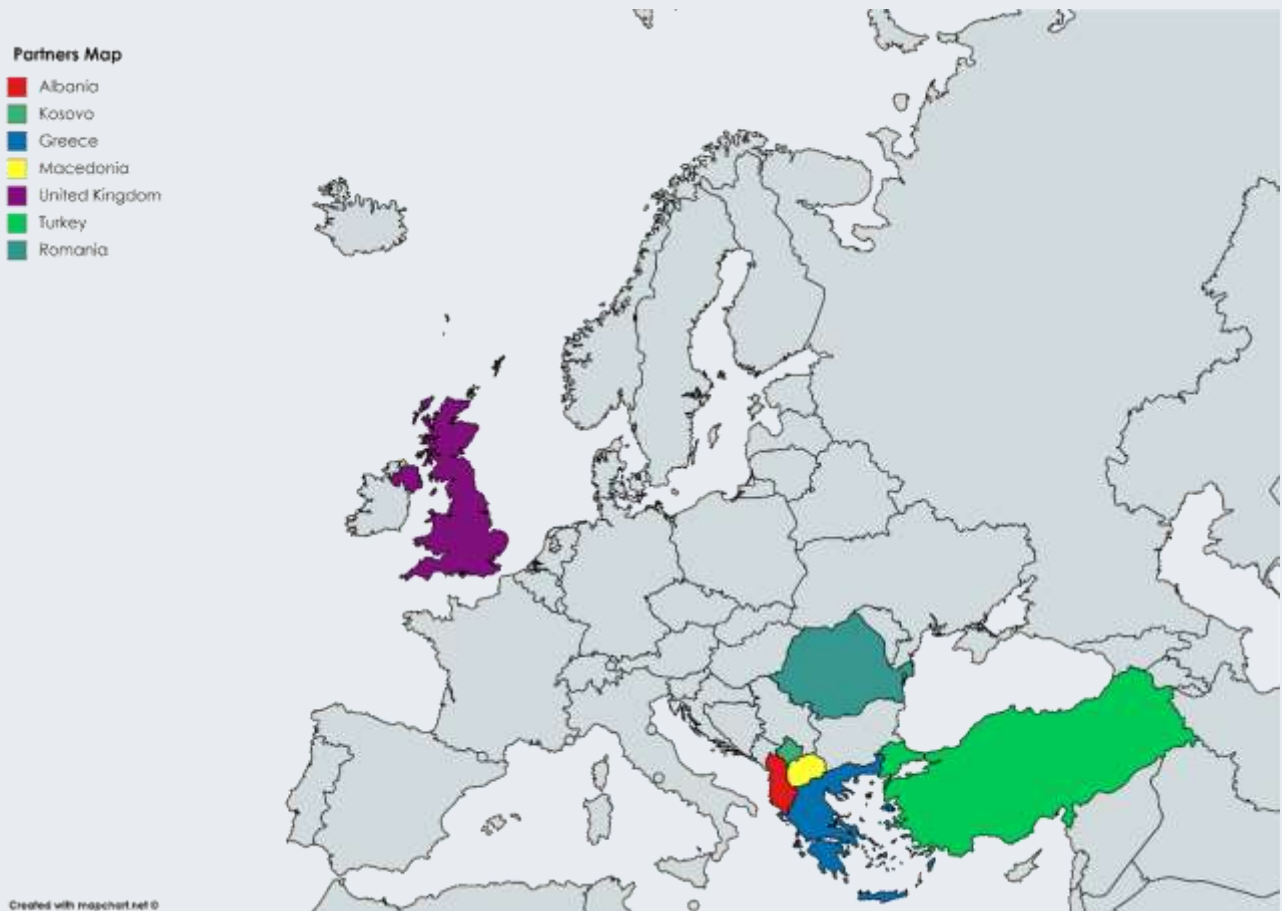 Partners Map
Albania
Kosovo
Greece
Macedonia
United Kingdom
Turkey
Romania
Created with mapchart.net ©